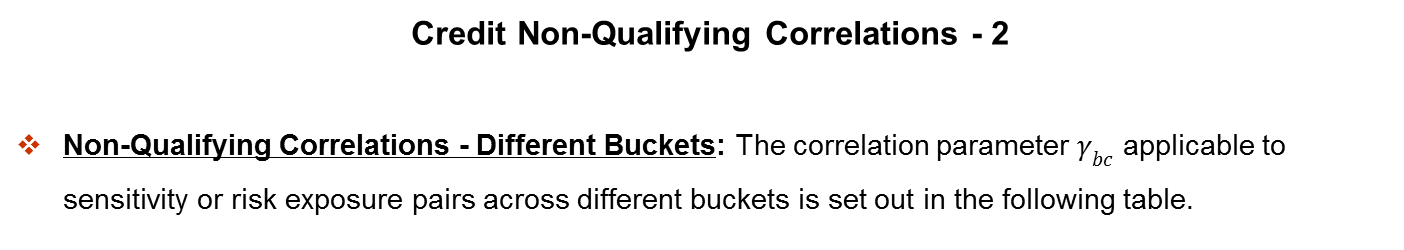 Credit Non-Qualifying Correlations - 2
❖ Non-Qualifying Correlations - Different Buckets: The correlation parameter γ_bc applicable to
sensitivity or risk exposure pairs across different buckets is set out in the following table.